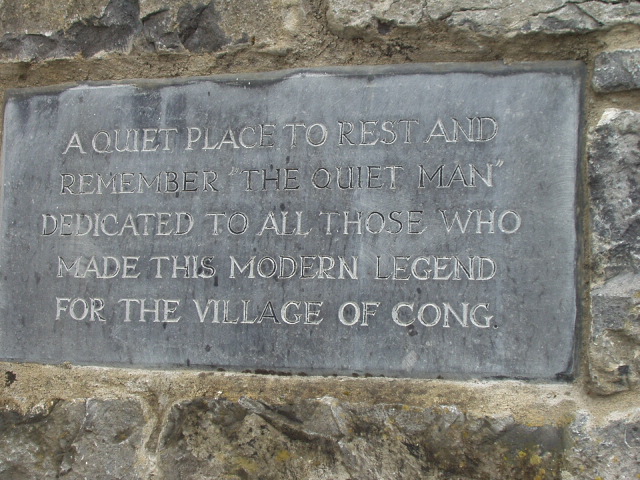 A QUIET PLACE TO REST AND
REMEMBER "THE QUIET MAN"
DEDICATED TO ALL THOSE WHO
MADE THIS MODERN LEGEND
FOR THE VILLAGE OF CONG.